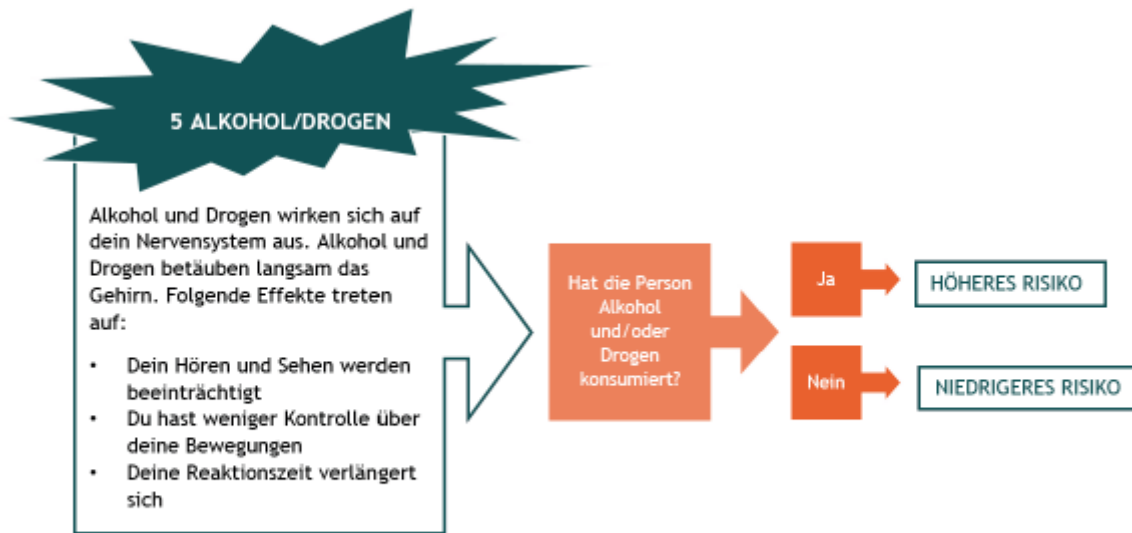 5 ALKOHOL/DROGEN
Alkohol und Drogen wirken sich auf
dein Nervensystem aus. Alkohol und
Drogen betäuben langsam das
Gehirn. Folgende Effekte treten
auf:
• Dein Hören und Sehen werden
beeinträchtigt
• Du hast weniger Kontrolle über
deine Bewegungen
• Deine Reaktionszeit verlängert
sich
Hat die Person
Alkohol
und/oder
Drogen
konsumiert?
Ja
HÖHERES RISIKO
Nein
NIEDRIGERES RISIKO